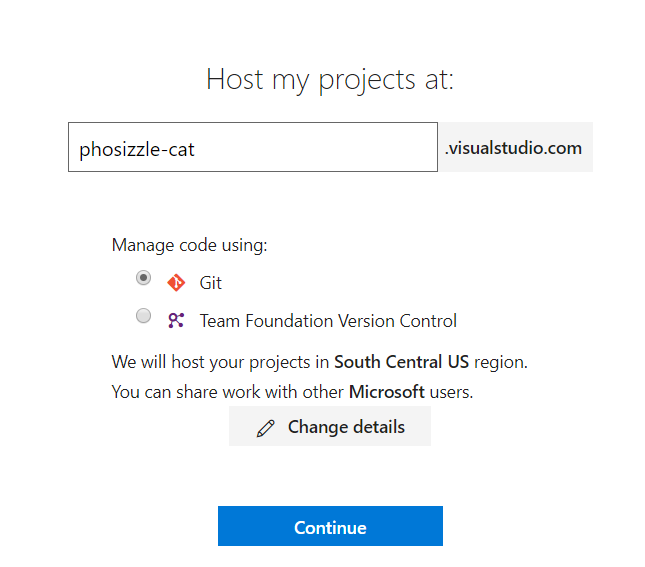 Host my projects at:
phosizzle-cat .visualstudio.com
Manage code using:
Git
Team Foundation Version Control
We will host your projects in South Central US region.
You can share work with other Microsoft users.
Change details
Continue